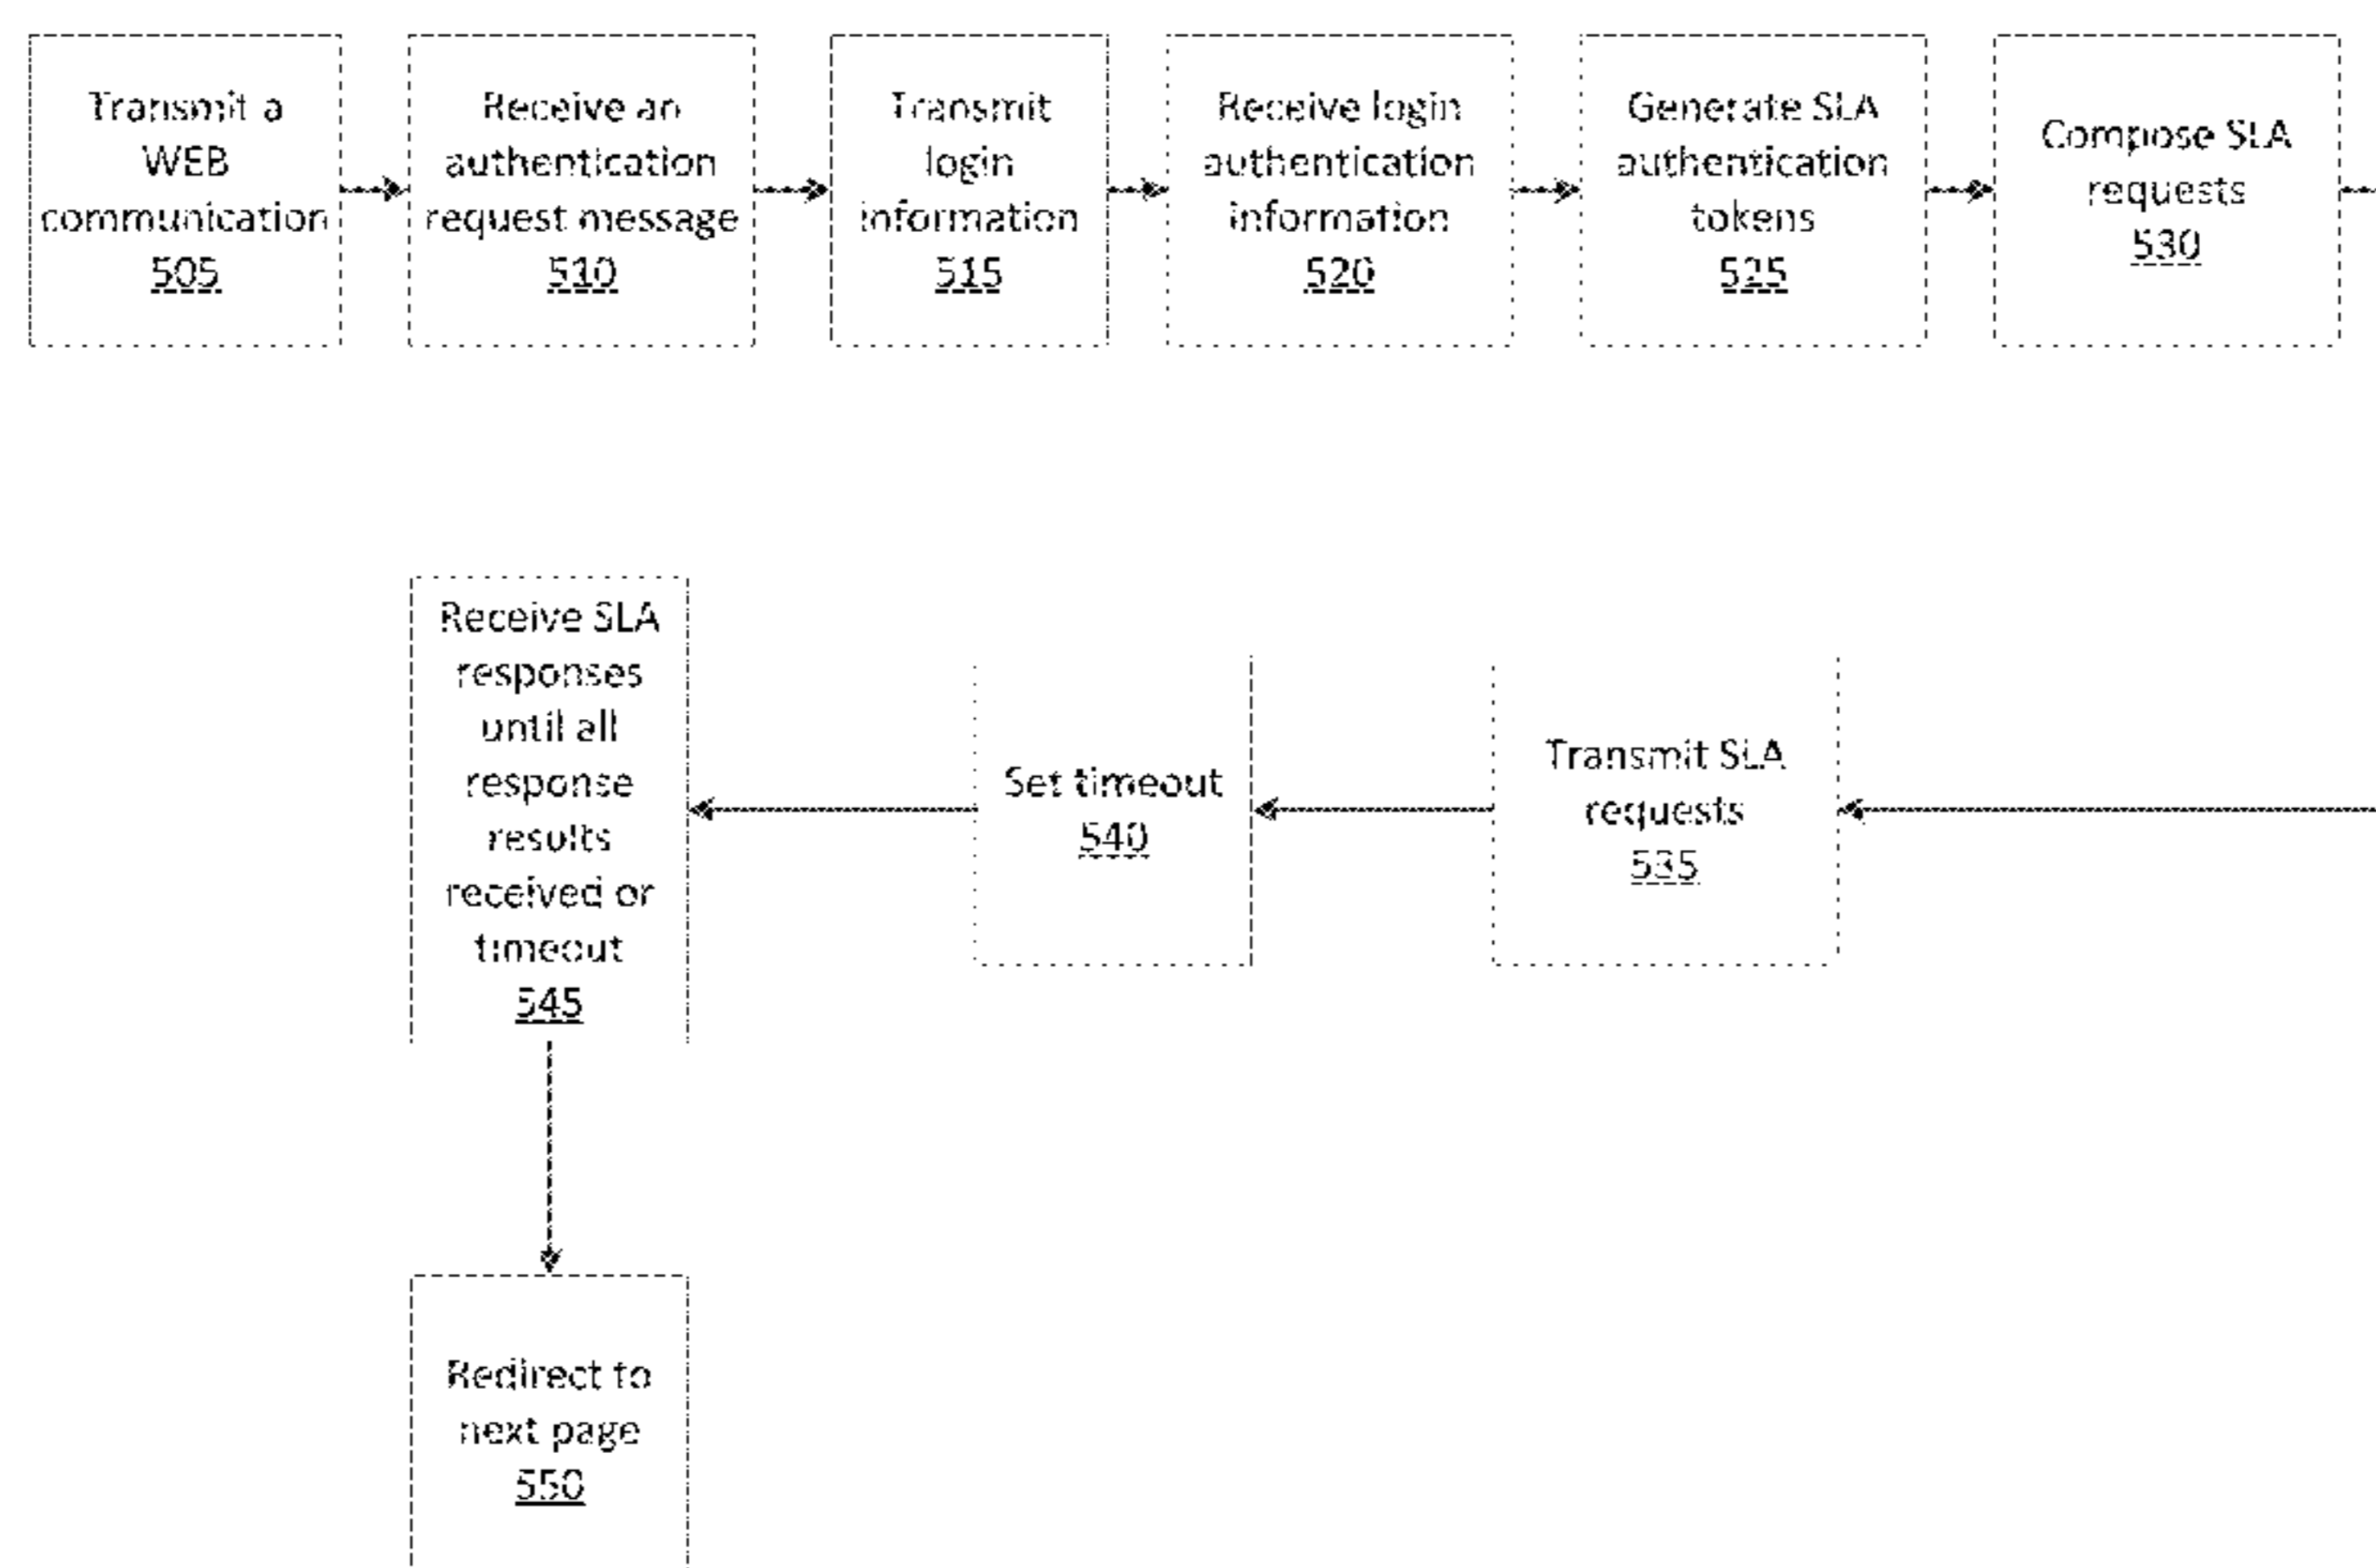 Transmit a
WEB
communication
505
Receive an
authentication
request message
510
Transmit
login
information
515
Receive login
authentication
information
520
Generate SLA
authentication
tokens
525
Compose SLA
requests
530
Transmit SLA
requests
535
Set timeout
540
Receive SLA
responses
until all
response
results
received or
timeout
545
Redirect to
next page
550